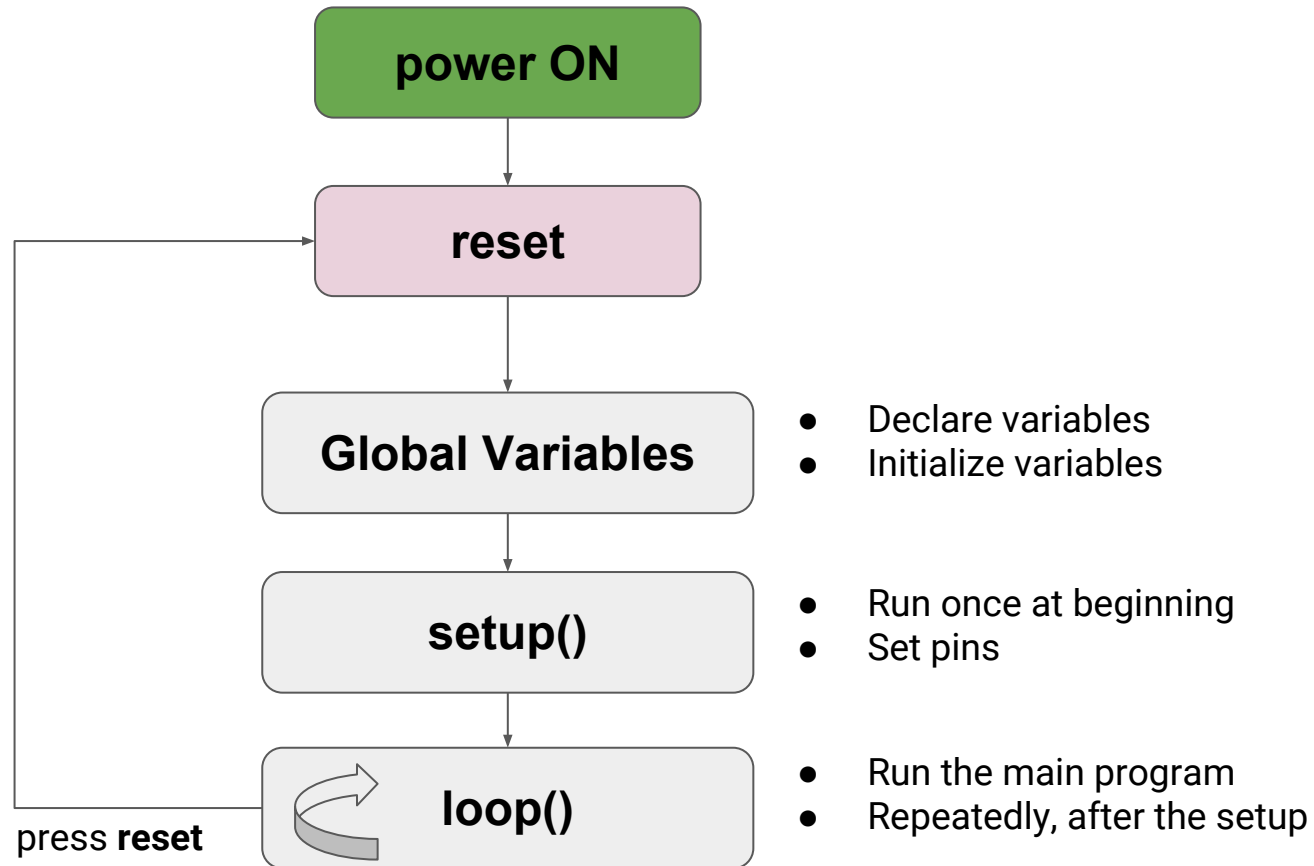 power ON
reset
Global Variables
● Declare variables
● Initialize variables
setup()
● Run once at beginning
● Set pins
loop()
● Run the main program
● Repeatedly, after the setup
press reset